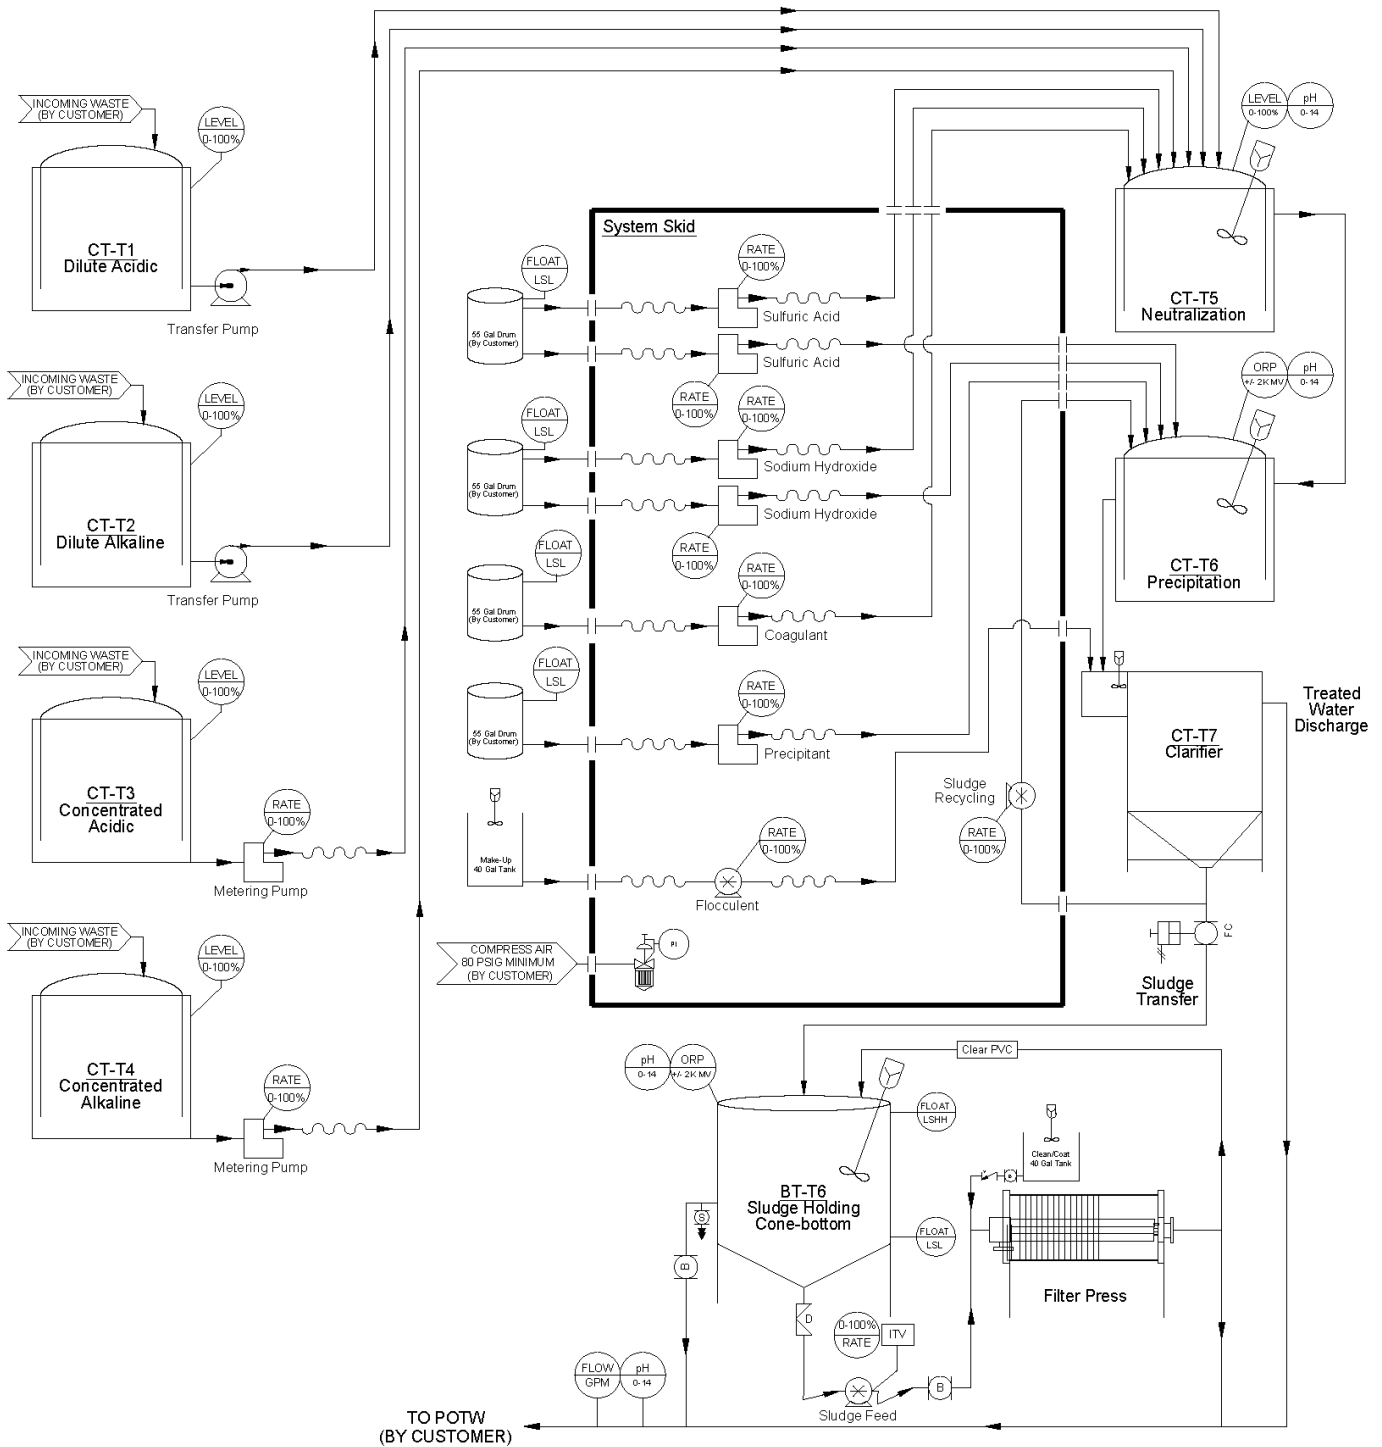 INCOMING WASTE
(BY CUSTOMER)
LEVEL
0-100%
CT-T1
Dilute Acidic
Transfer Pump
INCOMING WASTE
(BY CUSTOMER)
LEVEL
0-100%
CT-T2
Dilute Alkaline
Transfer Pump
INCOMING WASTE
(BY CUSTOMER)
LEVEL
0-100%
CT-T3
Concentrated
Acidic
RATE
0-100%
Metering Pump
INCOMING WASTE
(BY CUSTOMER)
LEVEL
0-100%
CT-T4
Concentrated
Alkaline
RATE
0-100%
Metering Pump
System Skid
FLOAT
LSL
55 Gal Drum
(By Customer)
RATE
0-100%
Sulfuric Acid
Sulfuric Acid
RATE
0-100%
FLOAT
LSL
55 Gal Drum
(By Customer)
RATE
0-100%
Sodium Hydroxide
Sodium Hydroxide
RATE
0-100%
FLOAT
LSL
55 Gal Drum
(By Customer)
RATE
0-100%
Coagulant
FLOAT
LSL
55 Gal Drum
(By Customer)
RATE
0-100%
Precipitant
Make-Up
40 Gal Tank
RATE
0-100%
Flocculent
Sludge
Recycling
RATE
0-100%
COMPRESS AIR
80 PSIG MINIMUM
(BY CUSTOMER)
PI
LEVEL
0-100%
pH
0-14
CT-T5
Neutralization
ORP
+/- 2K MV
pH
0-14
CT-T6
Precipitation
CT-T7
Clarifier
Treated
Water
Discharge
FC
Sludge
Transfer
Clear PVC
pH
0-14
ORP
+/- 2K MV
FLOAT
LSHH
BT-T6
Sludge Holding
Cone-bottom
FLOAT
LSL
S
B
D
Clean/Coat
40 Gal Tank
B
Filter Press
0-100%
RATE
ITV
B
Sludge Feed
FLOW
GPM
pH
0-14
TO POTW
(BY CUSTOMER)